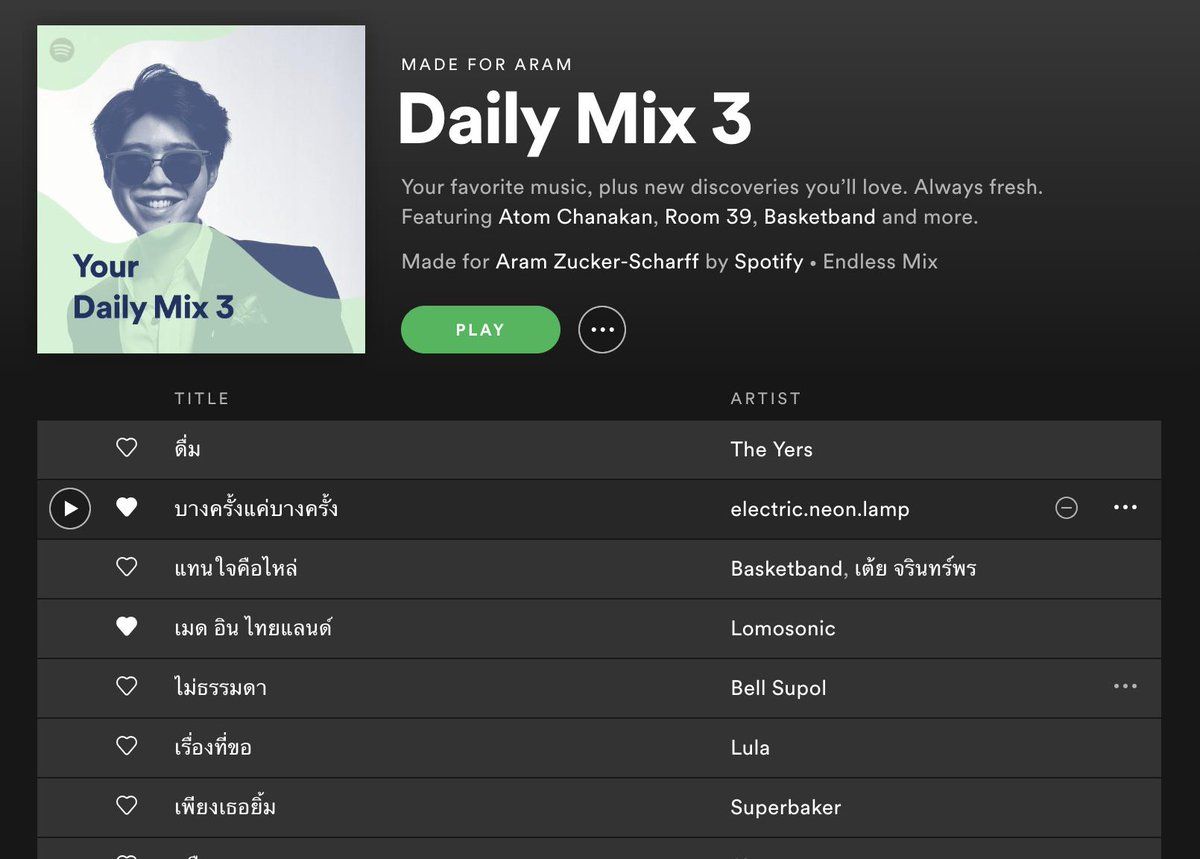 MADE FOR ARAM
Daily Mix 3
Your favorite music, plus new discoveries you'll love. Always fresh.
Featuring Atom Chanakan, Room 39, Basketband and more.
Made for Aram Zucker-Scharff by Spotify • Endless Mix
PLAY
Your
Daily Mix 3
TITLE ARTIST
ดื่ม The Yers
บางครั้งแค่บางครั้ง electric.neon.lamp
แทนใจคือไหล่ Basketband, เต้ย จรินทร์พร
เมด อิน ไทยแลนด์ Lomosonic
ไม่ธรรมดา Bell Supol
เรื่องที่ขอ Lula
เพียงเธอยิ้ม Superbaker